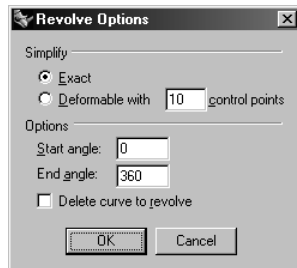 Revolve Options
Simplify
Exact
Deformable with 10 control points
Options
Start angle: 0
End angle: 360
Delete curve to revolve
OK Cancel